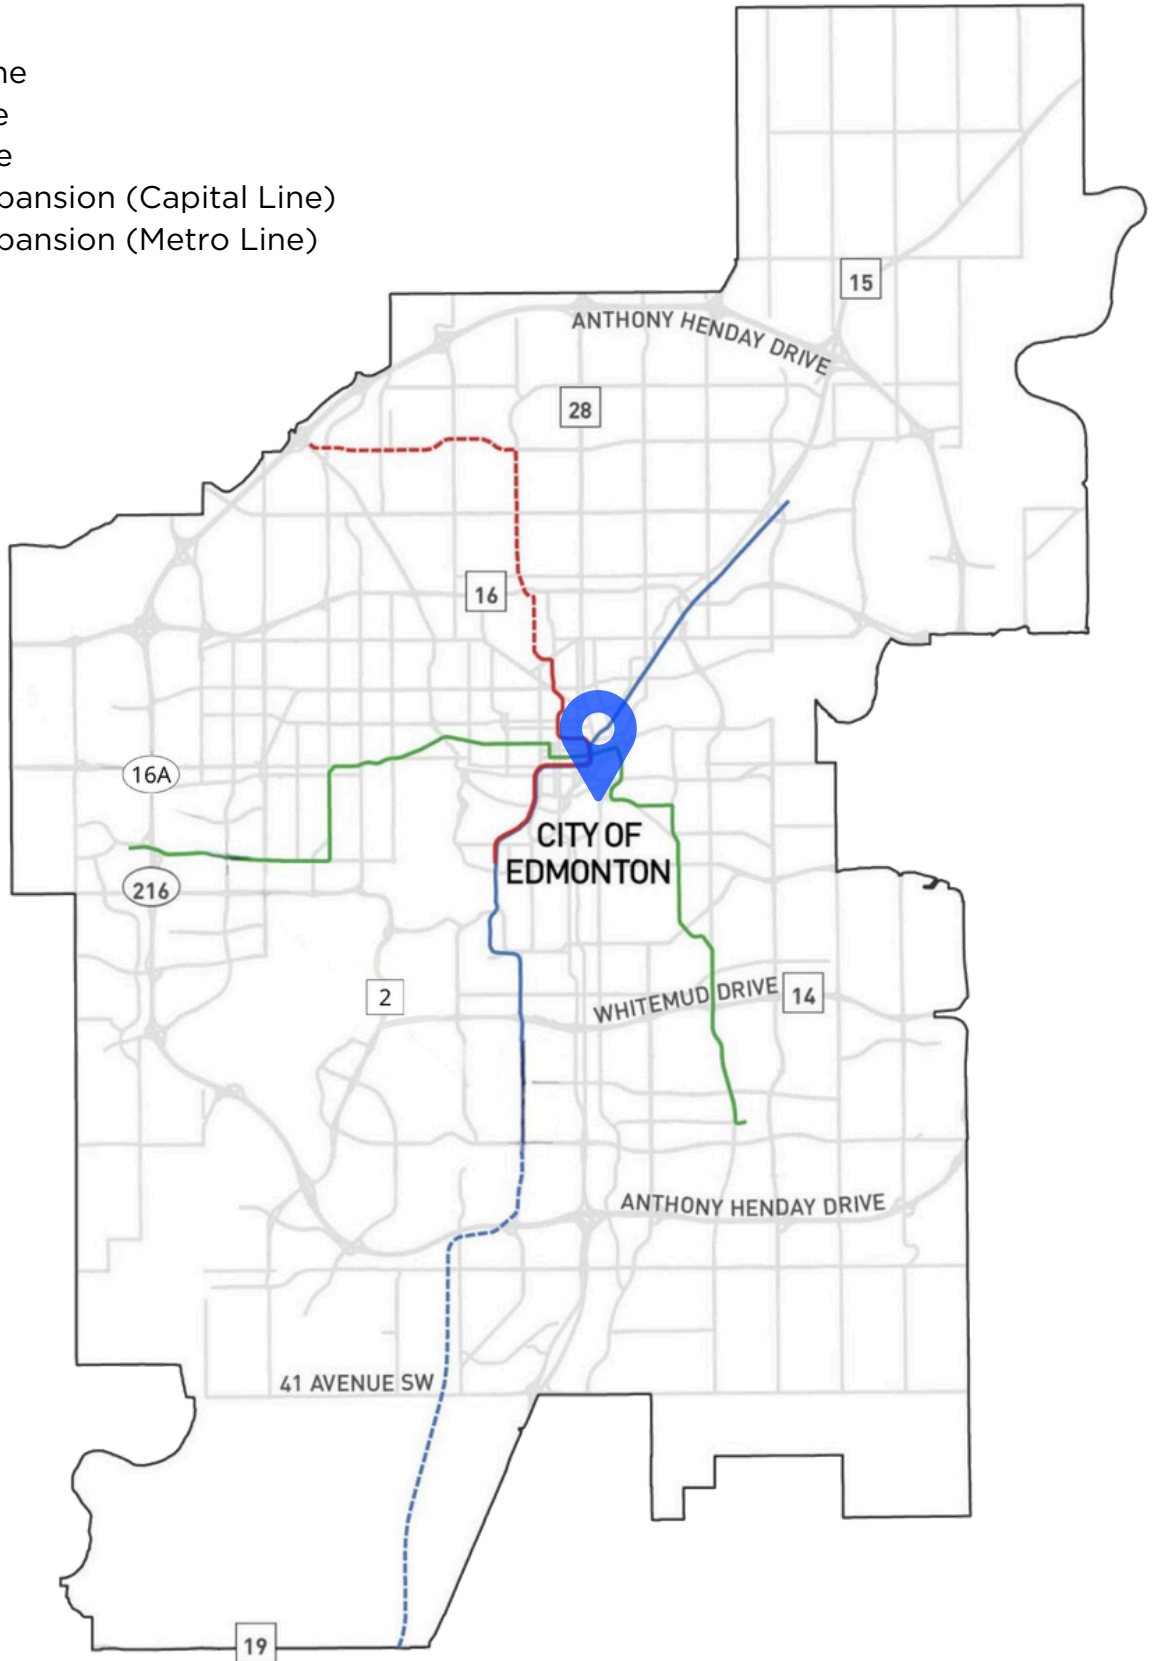 ne
e
e
pansion (Capital Line)
pansion (Metro Line)
15
ANTHONY HENDAY DRIVE
28
16
16A
CITY OF
EDMONTON
216
2
WHITEMUD DRIVE
14
ANTHONY HENDAY DRIVE
41 AVENUE SW
19